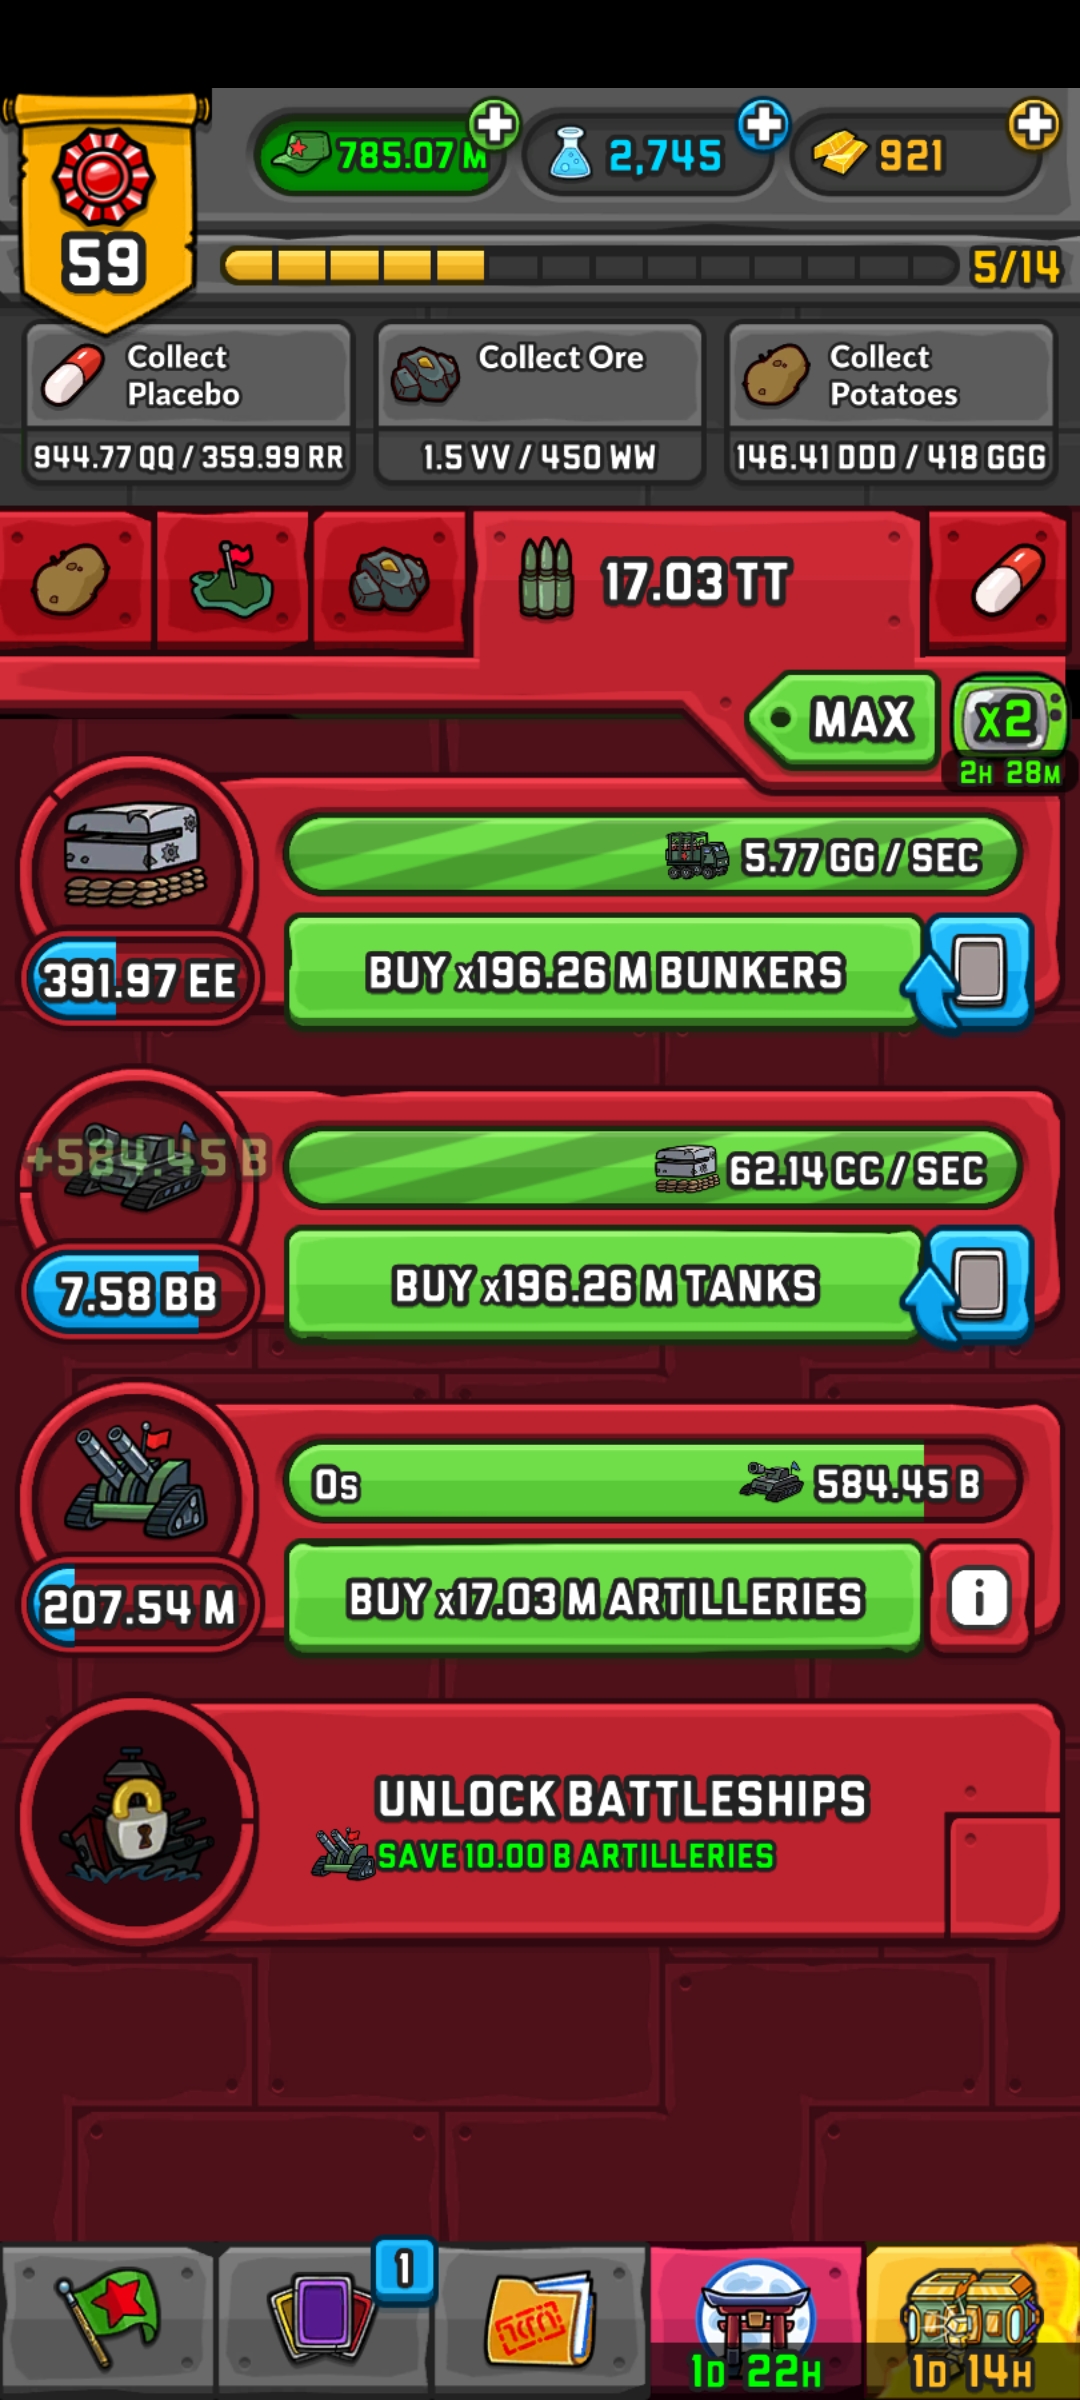 785.07 M
2,745
921
59
5/14
Collect
Placebo
944.77 QQ / 359.99 RR
Collect Ore
1.5 VV / 450 WW
Collect
Potatoes
146.41 DDD / 418 GGG
17.03 TT
MAX
x2
2H 28M
5.77 GG / SEC
391.97 EE
BUY x196.26 M BUNKERS
+584.45 B
62.14 CC / SEC
7.58 BB
BUY x196.26 M TANKS
0s
584.45 B
207.54 M
BUY x17.03 M ARTILLERIES
i
UNLOCK BATTLESHIPS
SAVE 10.00 B ARTILLERIES
1
1D 22H
1D 14H